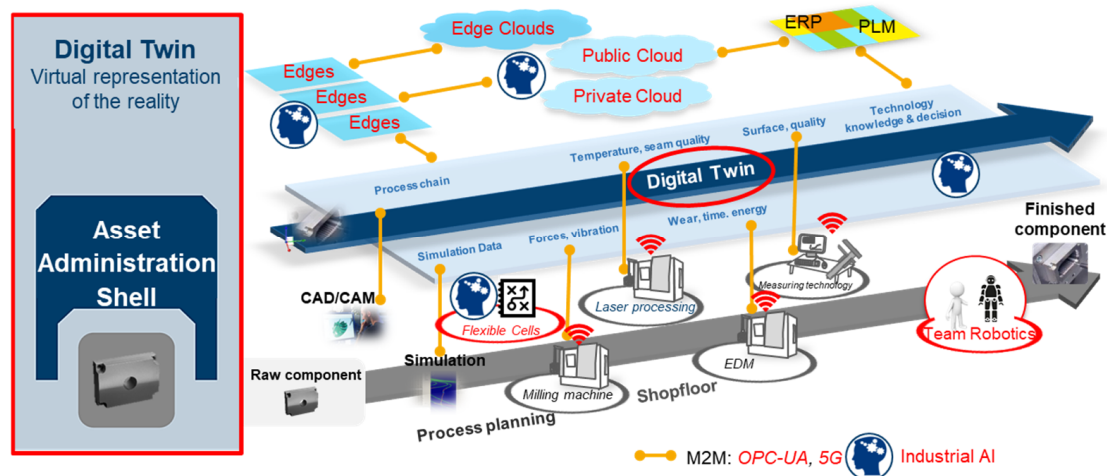 Digital Twin
Virtual representation
of the reality
Asset
Administration
Shell
Edge Clouds
Edges
Edges
Edges
Public Cloud
Private Cloud
ERP
PLM
Technology
knowledge & decision
Surface, quality
Temperature, seam quality
Process chain
Digital Twin
Wear, time. energy
Forces, vibration
Simulation Data
Finished
component
CAD/CAM
Flexible Cells
Laser processing
Measuring technology
Team Robotics
Simulation
EDM
Raw component
Milling machine
Shopfloor
Process planning
M2M: OPC-UA, 5G
Industrial AI